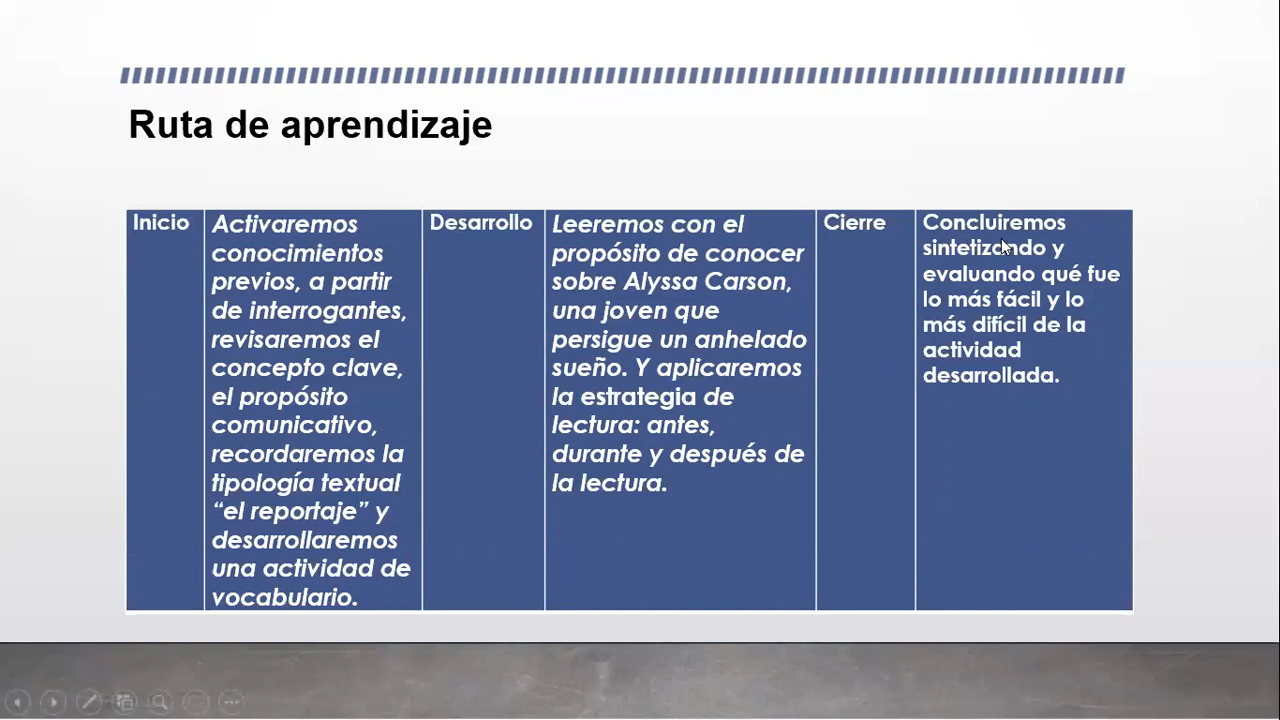 Ruta de aprendizaje
Inicio
Activaremos
conocimientos
previos, a partir
de interrogantes,
revisaremos el
concepto clave,
el propósito
comunicativo,
recordaremos la
tipología textual
“el reportaje” y
desarrollaremos
una actividad de
vocabulario.
Desarrollo
Leeremos con el
propósito de conocer
sobre Alyssa Carson,
una joven que
persigue un anhelado
sueño. Y aplicaremos
la estrategia de
lectura: antes,
durante y después de
la lectura.
Cierre
Concluiremos
sintetizando y
evaluando qué fue
lo más fácil y lo
más difícil de la
actividad
desarrollada.